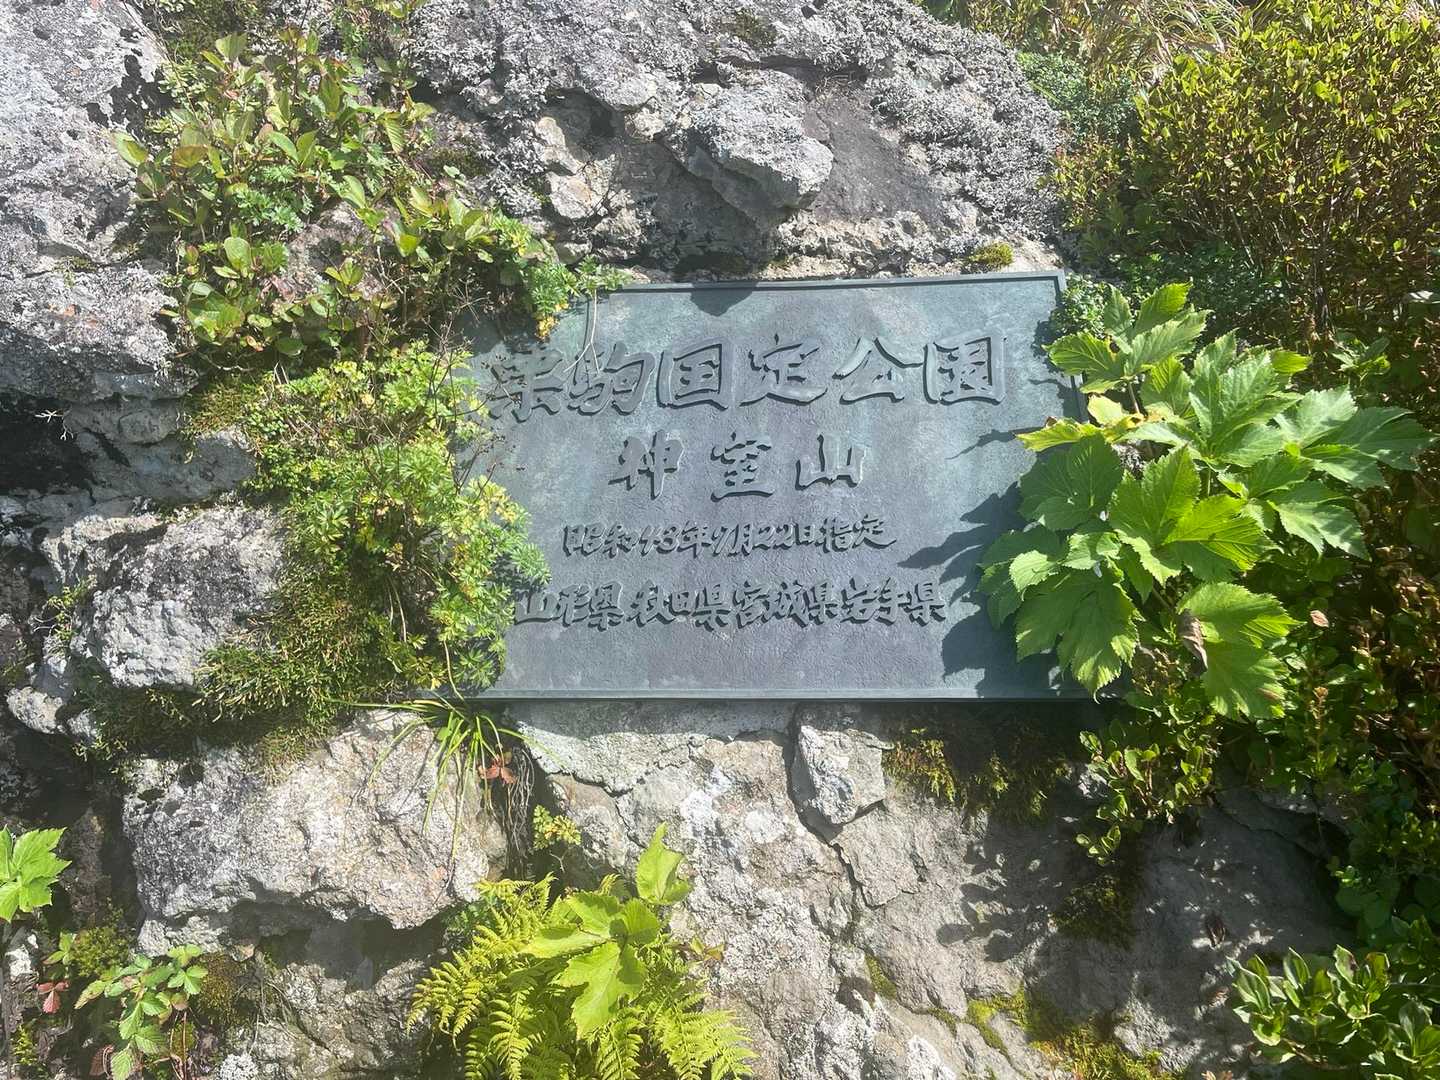 栗駒国定公園
神室山
昭和43年7月22日指定
山形県秋田県宮城県岩手県